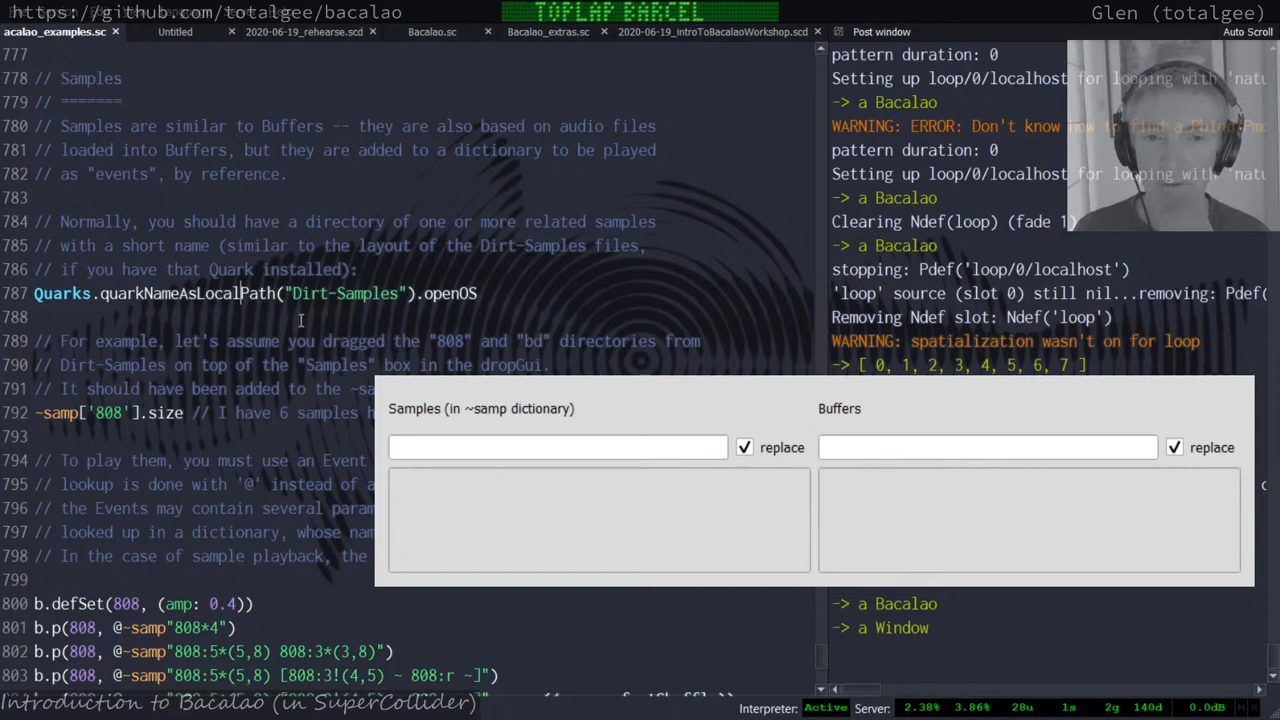 https://github.com/totalgee/bacalao
TOPLAP BARCEL
Glen (totalgee)
acalao_examples.sc
Untitled
2020-06-19_rehearse.scd
Bacalao.sc
Bacalao_extras.sc
2020-06-19_introToBacalaoWorkshop.scd
Post window
Auto Scroll
777
778 // Samples
779 // =======
780 // Samples are similar to Buffers -- they are also based on audio files
781 // loaded into Buffers, but they are added to a dictionary to be played
782 // as "events", by reference.
783
784 // Normally, you should have a directory of one or more related samples
785 // with a short name (similar to the layout of the Dirt-Samples files,
786 // if you have that Quark installed):
787 Quarks.quarkNameAsLocalPath("Dirt-Samples").openOS
788
789 // For example, let's assume you dragged the "808" and "bd" directories from
790 // Dirt-Samples on top of the "Samples" box in the dropGui.
791 // It should have been added to the ~sa
792 ~samp['808'].size // I have 6 samples h
793
794 // To play them, you must use an Event
795 // lookup is done with '@' instead of a
796 // the Events may contain several param
797 // looked up in a dictionary, whose nam
798 // In the case of sample playback, the
799
800 b.defSet(808, (amp: 0.4))
801 b.p(808, @~samp"808*4")
802 b.p(808, @~samp"808:5*(5,8) 808:3*(3,8)")
803 b.p(808, @~samp"808:5*(5,8) [808:3!(4,5) ~ 808:r ~]")
pattern duration: 0
Setting up loop/0/localhost for looping with 'natu
-> a Bacalao
WARNING: ERROR: Don't know how to find a Pbind/Pmo
pattern duration: 0
Setting up loop/0/localhost for looping with 'natu
-> a Bacalao
Clearing Ndef(loop) (fade 1)
-> a Bacalao
stopping: Pdef('loop/0/localhost')
'loop' source (slot 0) still nil...removing: Pdef(
Removing Ndef slot: Ndef('loop')
WARNING: spatialization wasn't on for loop
-> [ 0, 1, 2, 3, 4, 5, 6, 7 ]
Samples (in ~samp dictionary)
Buffers
replace
replace
-> a Bacalao
-> a Window
Introduction to Bacalao (in SuperCollider)
Interpreter: Active Server: 2.38% 3.86% 28u 1s 2g 140d 0.0dB M R